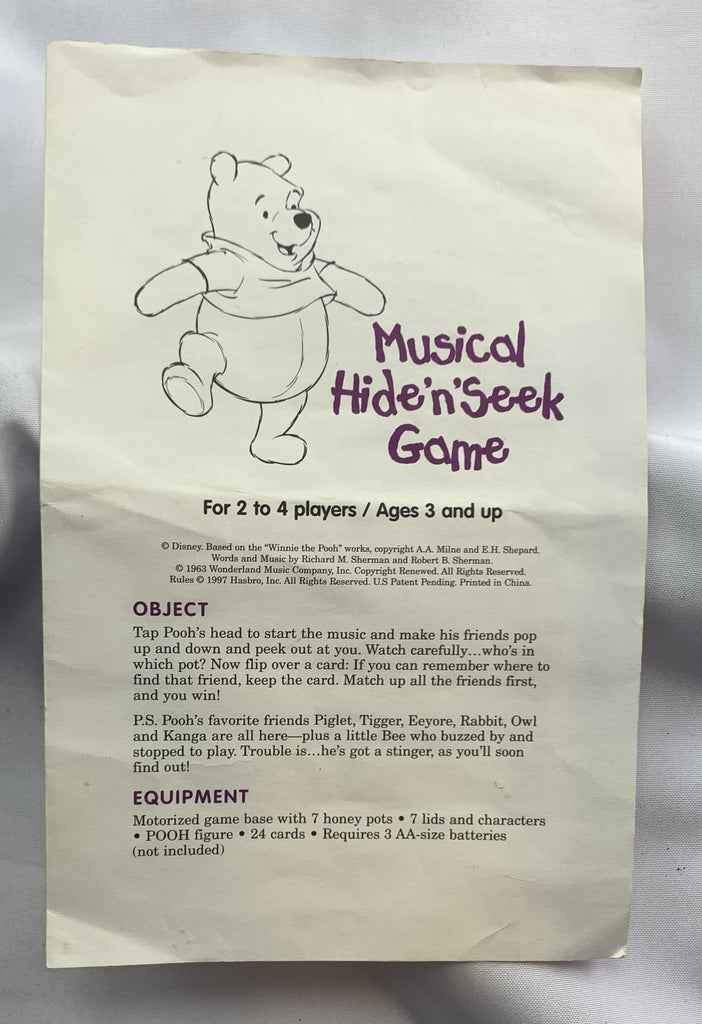 Musical
Hide'n'Seek
Game
For 2 to 4 players / Ages 3 and up
© Disney. Based on the "Winnie the Pooh" works, copyright A.A. Milne and E.H. Shepard.
Words and Music by Richard M. Sherman and Robert B. Sherman.
© 1963 Wonderland Music Company, Inc. Copyright Renewed. All Rights Reserved.
Rules © 1997 Hasbro, Inc. All Rights Reserved. U.S Patent Pending. Printed in China.
OBJECT
Tap Pooh's head to start the music and make his friends pop
up and down and peek out at you. Watch carefully...who's in
which pot? Now flip over a card: If you can remember where to
find that friend, keep the card. Match up all the friends first,
and you win!
P.S. Pooh's favorite friends Piglet, Tigger, Eeyore, Rabbit, Owl
and Kanga are all here—plus a little Bee who buzzed by and
stopped to play. Trouble is...he's got a stinger, as you'll soon
find out!
EQUIPMENT
Motorized game base with 7 honey pots • 7 lids and characters
• POOH figure • 24 cards • Requires 3 AA-size batteries
(not included)